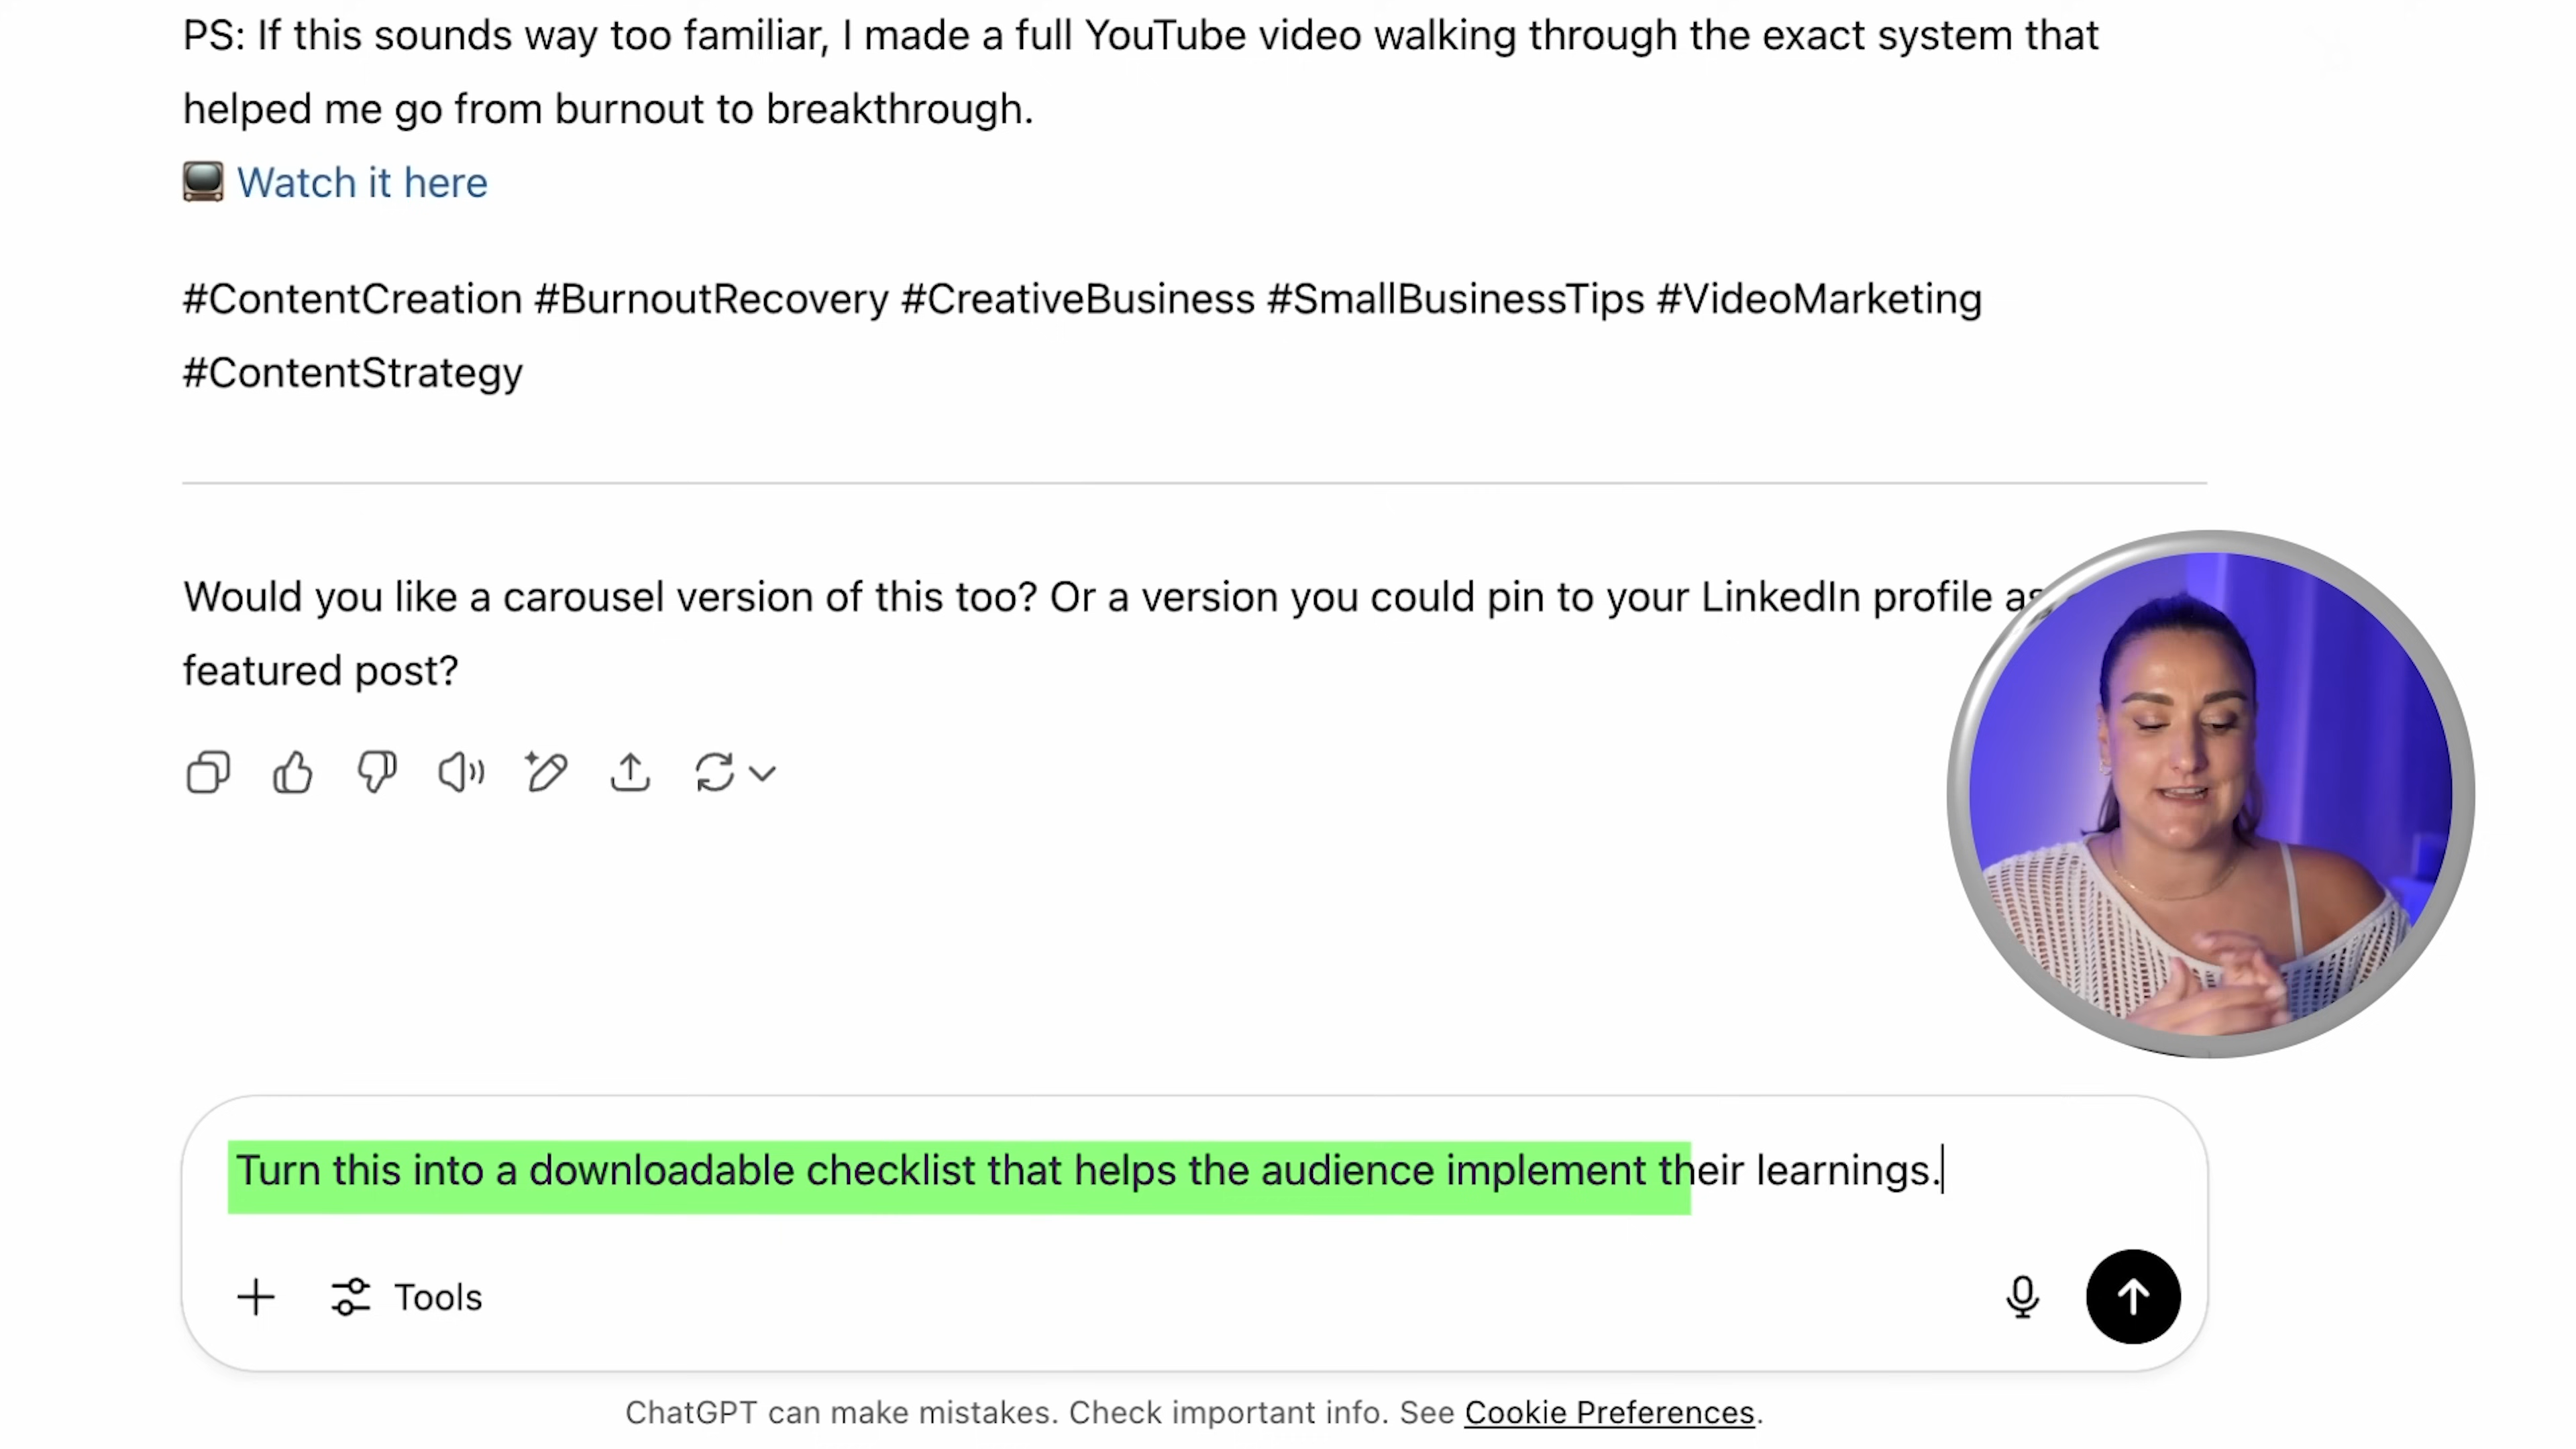 PS: If this sounds way too familiar, I made a full YouTube video walking through the exact system that
helped me go from burnout to breakthrough.
Watch it here
#ContentCreation #BurnoutRecovery #CreativeBusiness #SmallBusinessTips #VideoMarketing
#ContentStrategy
Would you like a carousel version of this too? Or a version you could pin to your LinkedIn profile as
featured post?
Turn this into a downloadable checklist that helps the audience implement their learnings.
Tools
ChatGPT can make mistakes. Check important info. See Cookie Preferences.